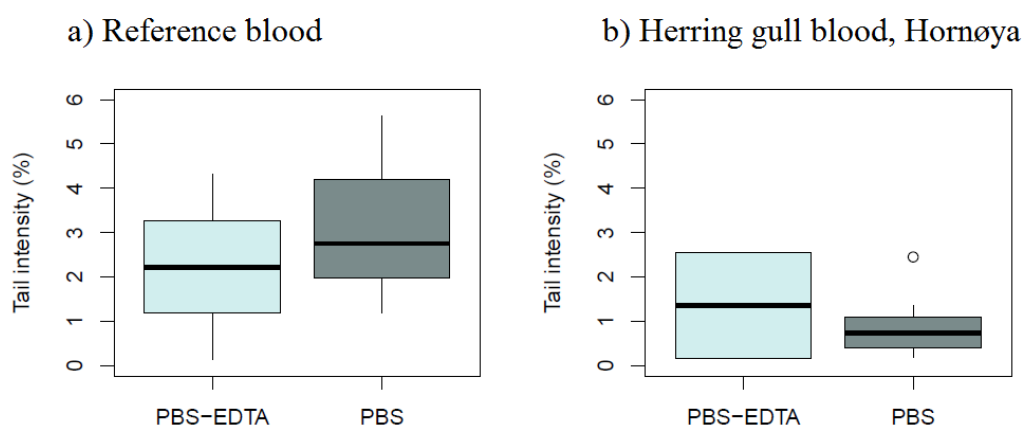 a) Reference blood
b) Herring gull blood, Hornøya
Tail intensity (%)
6
5
4
3
2
1
0
PBS−EDTA
PBS
Tail intensity (%)
6
5
4
3
2
1
0
PBS−EDTA
PBS